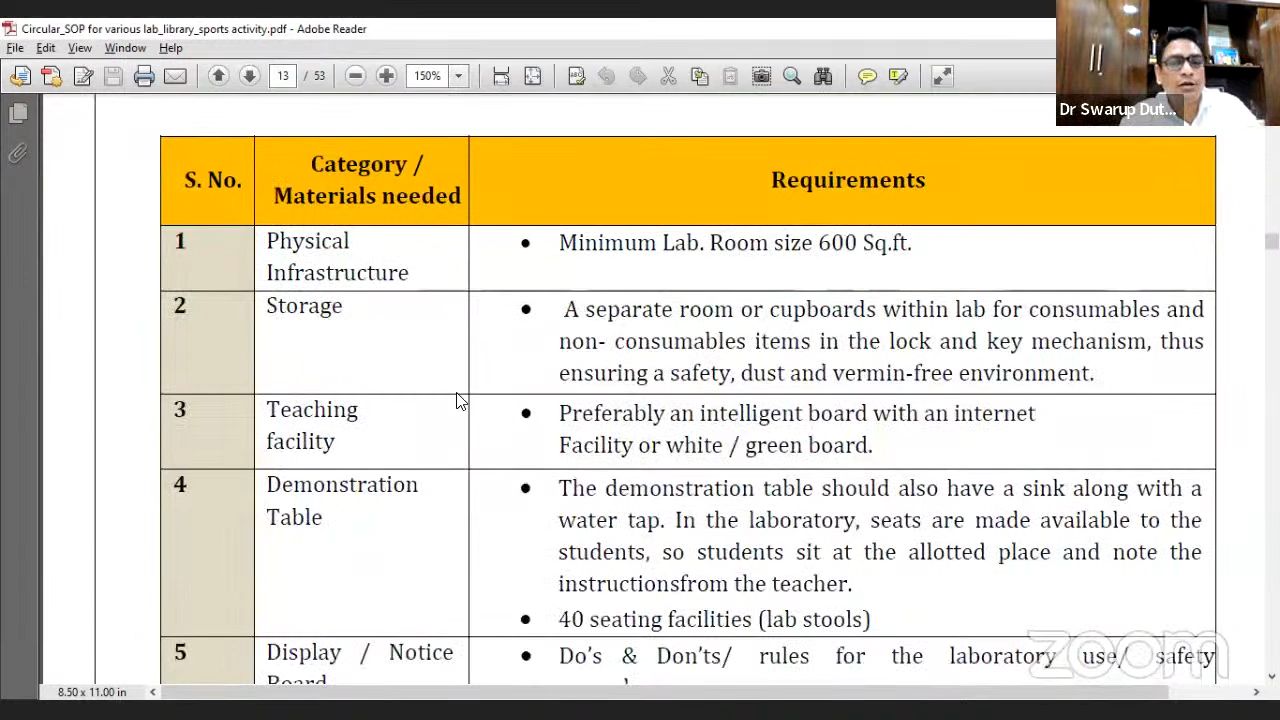 Circular_SOP for various lab_library_sports activity.pdf - Adobe Reader
File Edit View Window Help
13 / 53 150%
Dr Swarup Dut...
S. No. Category / Materials needed Requirements
1 Physical Infrastructure
• Minimum Lab. Room size 600 Sq.ft.
2 Storage
• A separate room or cupboards within lab for consumables and
non- consumables items in the lock and key mechanism, thus
ensuring a safety, dust and vermin-free environment.
3 Teaching facility
• Preferably an intelligent board with an internet
Facility or white / green board.
4 Demonstration Table
• The demonstration table should also have a sink along with a
water tap. In the laboratory, seats are made available to the
students, so students sit at the allotted place and note the
instructionsfrom the teacher.
• 40 seating facilities (lab stools)
5 Display / Notice Board
• Do's & Don'ts/ rules for the laboratory use/ safety
zoom
8.50 x 11.00 in